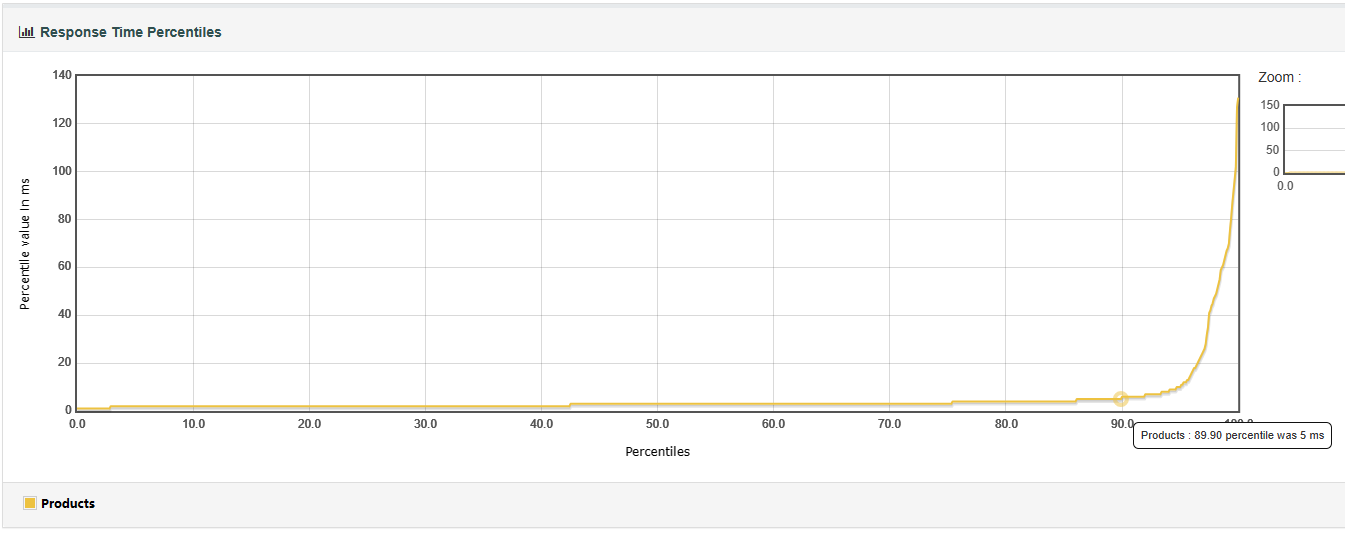 Response Time Percentiles
140
120
100
80
60
40
20
0
Percentile value In ms
0.0 10.0 20.0 30.0 40.0 50.0 60.0 70.0 80.0 90.0
Products : 89.90 percentile was 5 ms
Percentiles
Zoom :
150
100
50
0
0.0
Products